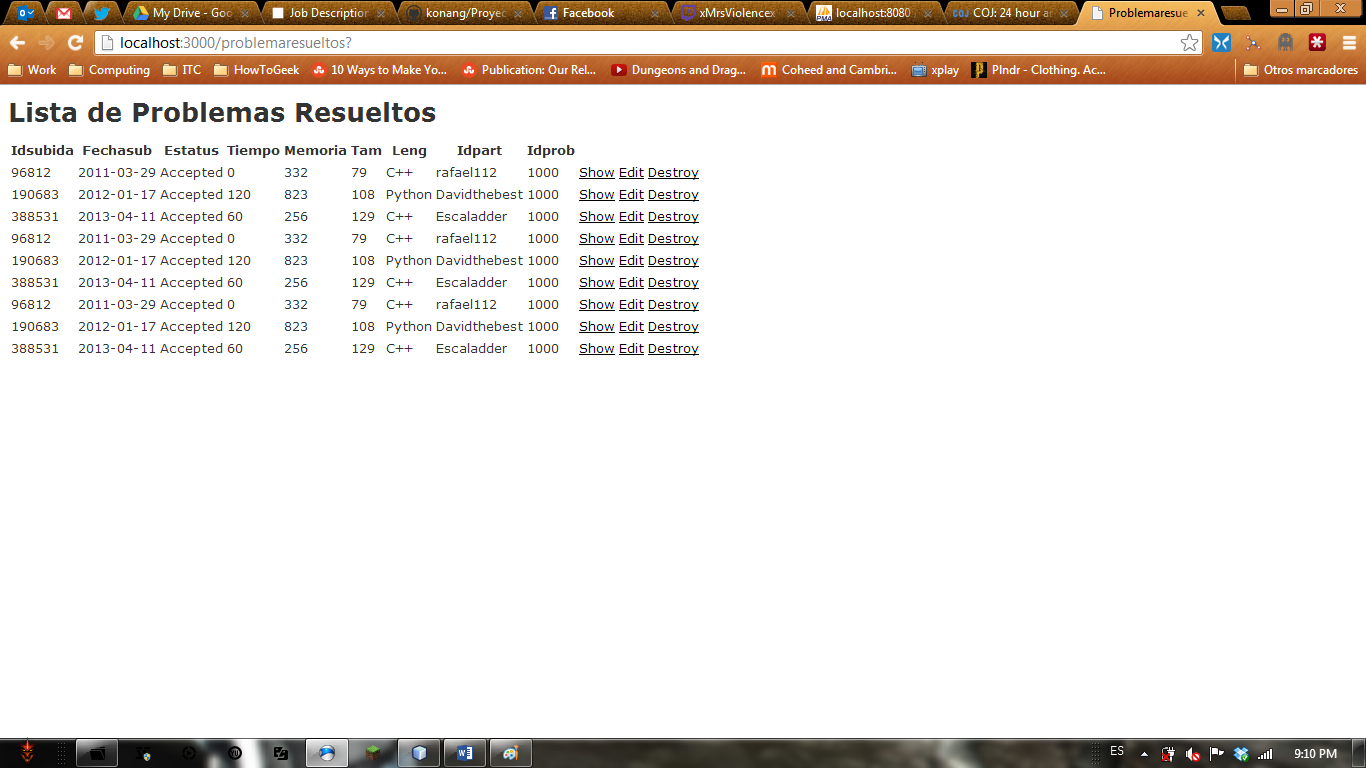 My Drive - Goo Job Description konang/Proyec Facebook xMrsViolencex localhost:8080 COJ: 24 hour ar Problemaresue
localhost:3000/problemaresueltos?
Work Computing ITC HowToGeek 10 Ways to Make Yo... Publication: Our Rel... Dungeons and Drag... Coheed and Cambri... xplay Plndr - Clothing. Ac... Otros marcadores
Lista de Problemas Resueltos
Idsubida Fechasub Estatus Tiempo Memoria Tam Leng Idpart Idprob
96812 2011-03-29 Accepted 0 332 79 C++ rafael112 1000 Show Edit Destroy
190683 2012-01-17 Accepted 120 823 108 Python Davidthebest 1000 Show Edit Destroy
388531 2013-04-11 Accepted 60 256 129 C++ Escaladder 1000 Show Edit Destroy
96812 2011-03-29 Accepted 0 332 79 C++ rafael112 1000 Show Edit Destroy
190683 2012-01-17 Accepted 120 823 108 Python Davidthebest 1000 Show Edit Destroy
388531 2013-04-11 Accepted 60 256 129 C++ Escaladder 1000 Show Edit Destroy
96812 2011-03-29 Accepted 0 332 79 C++ rafael112 1000 Show Edit Destroy
190683 2012-01-17 Accepted 120 823 108 Python Davidthebest 1000 Show Edit Destroy
388531 2013-04-11 Accepted 60 256 129 C++ Escaladder 1000 Show Edit Destroy
ES 9:10 PM